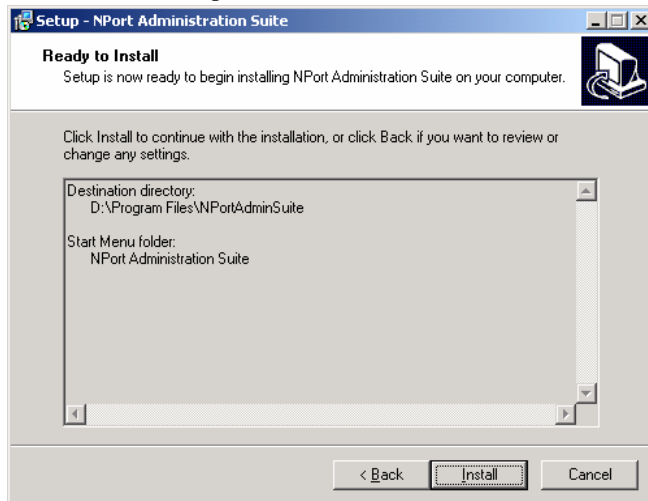 Setup - NPort Administration Suite
Ready to Install
Setup is now ready to begin installing NPort Administration Suite on your computer.
Click Install to continue with the installation, or click Back if you want to review or
change any settings.
Destination directory:
D:\Program Files\NPortAdminSuite
Start Menu folder:
NPort Administration Suite
< Back
Install
Cancel